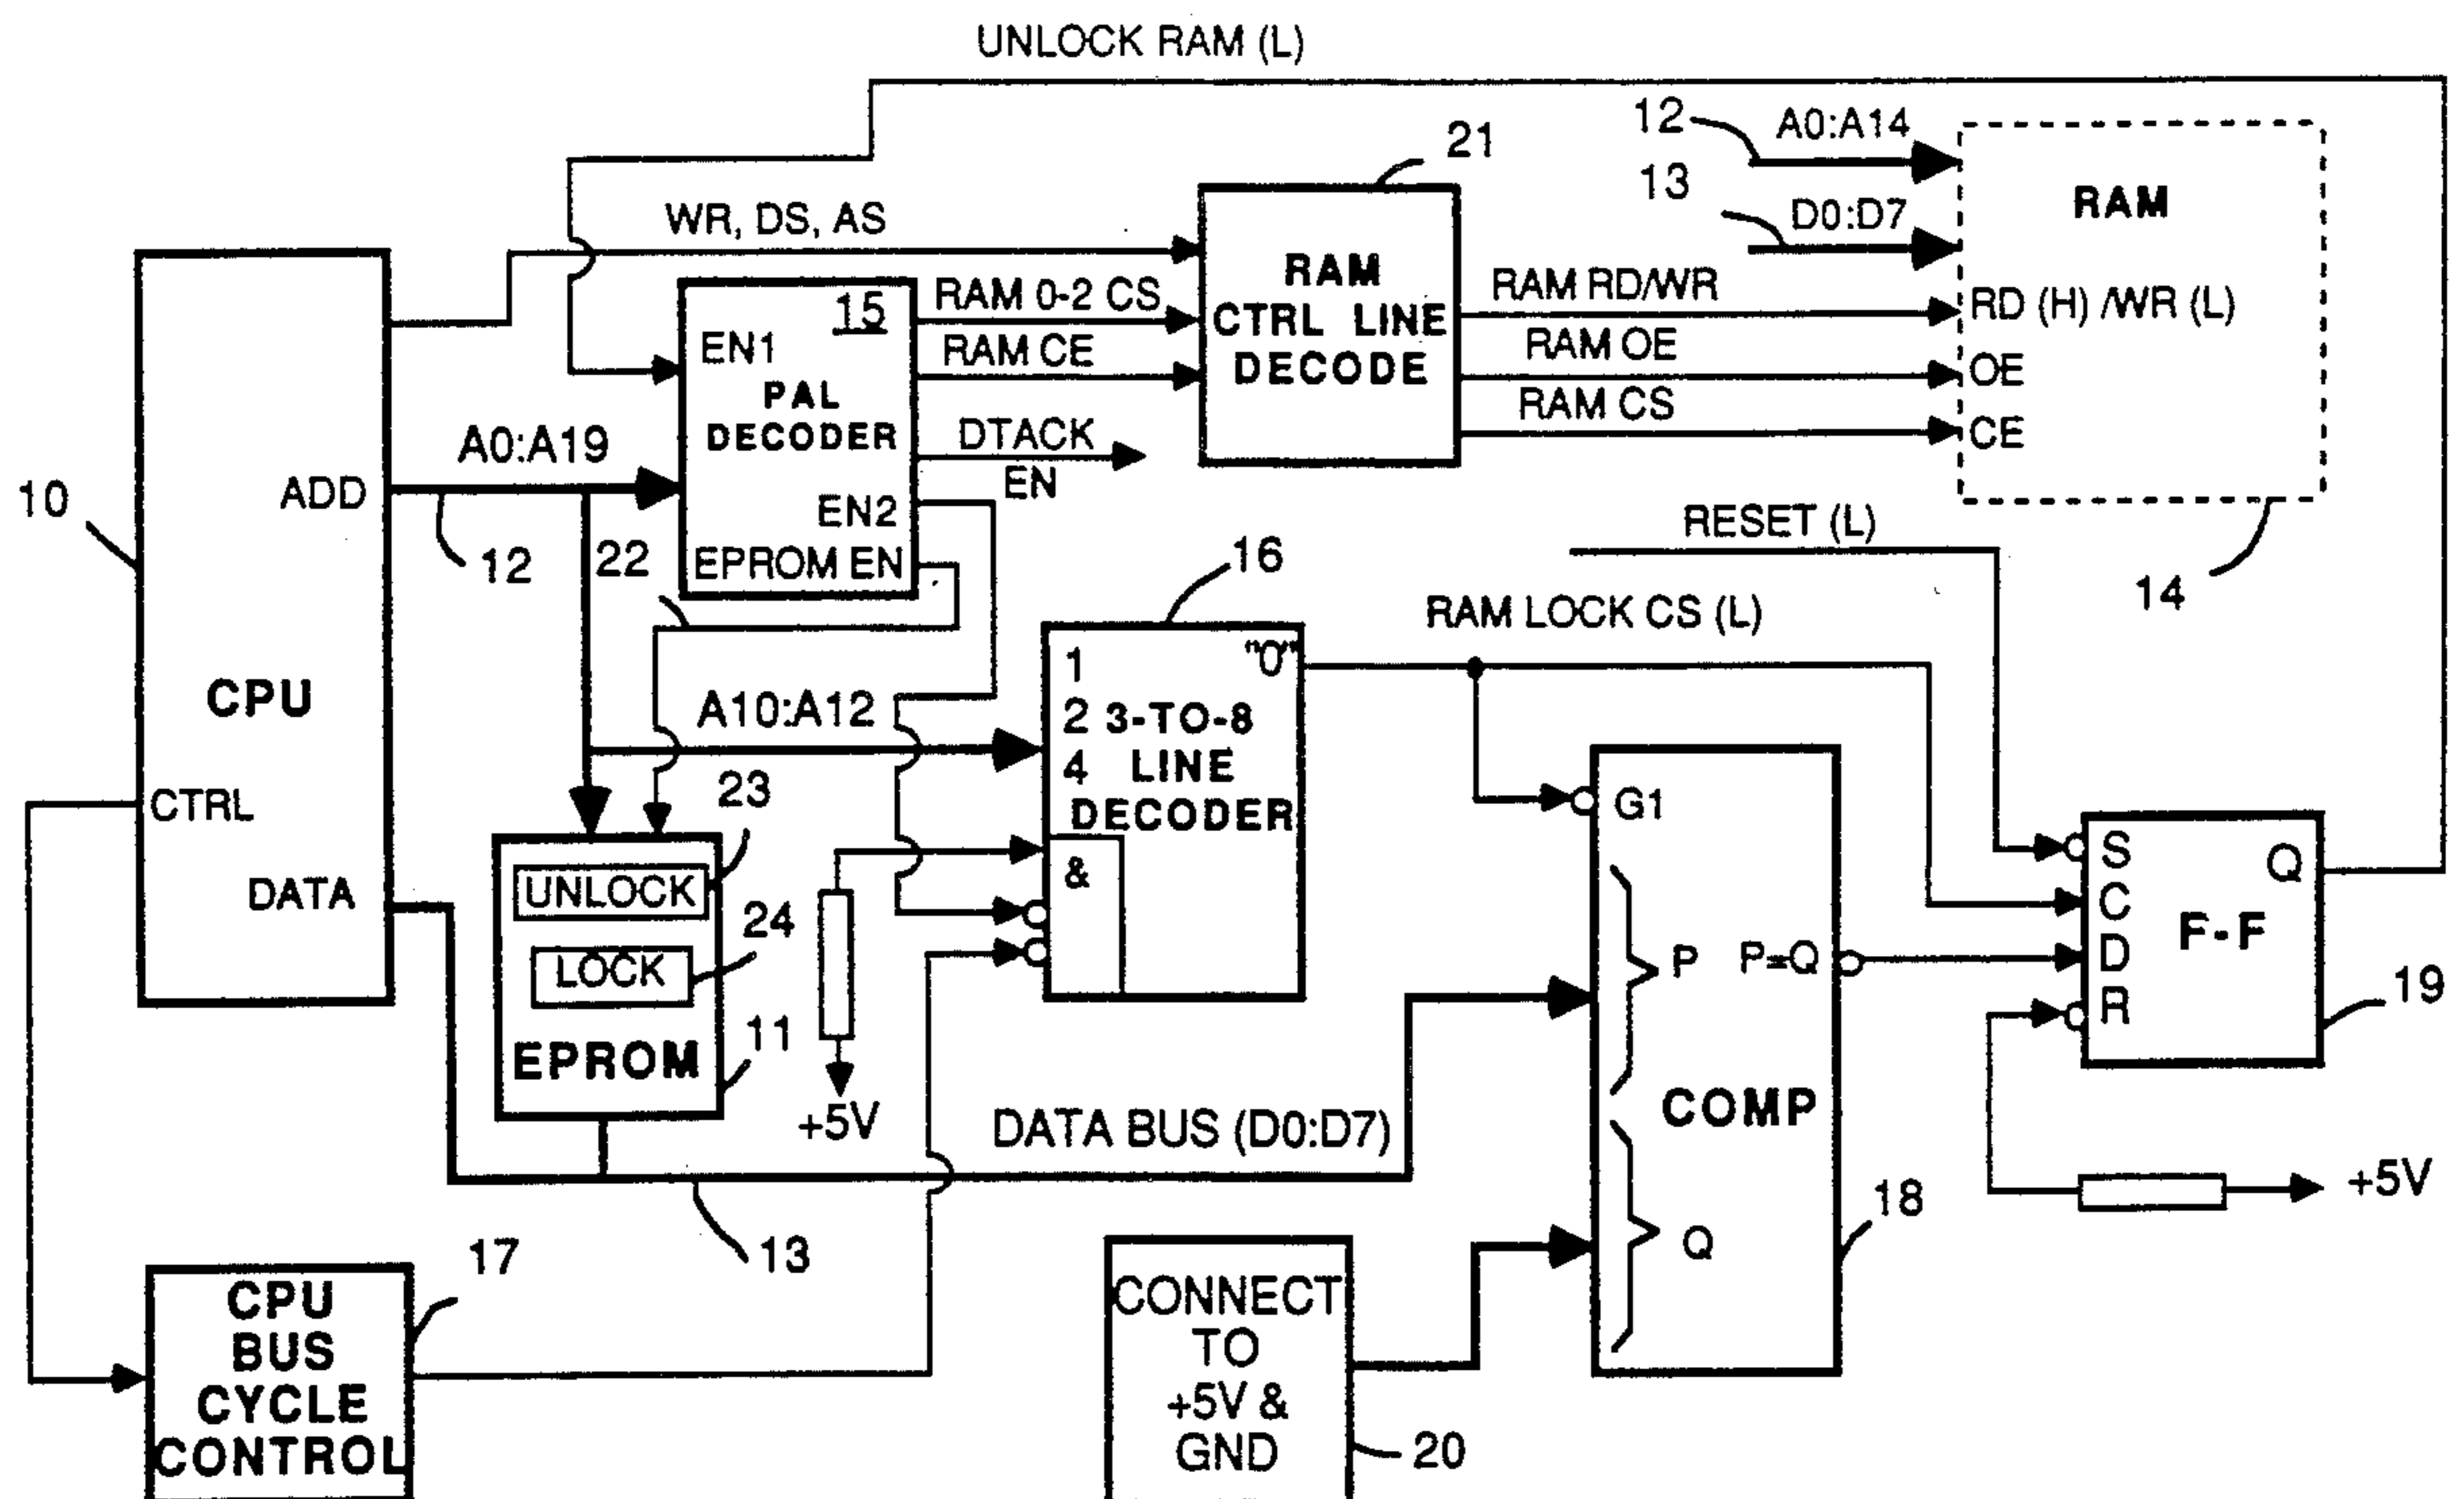 UNLOCK RAM (L)
12
A0:A14
21
13
RAM
WR, DS, AS
D0:D7
RAM
CTRL LINE
DECODE
15
RAM 0-2 CS
RAM RD/WR
RD (H) /WR (L)
EN1
RAM CE
RAM OE
OE
PAL
DECODER
RAM CS
CE
A0:A19
DTACK
EN
10
ADD
EN2
RESET (L)
12
22
EPROM EN
16
14
RAM LOCK CS (L)
1
"0"
CPU
A10:A12
2
3-TO-8
4
LINE
DECODER
23
CTRL
G1
S
Q
DATA
UNLOCK
&
C
24
F-F
LOCK
P
P=Q
D
R
19
EPROM
11
+5V
COMP
DATA BUS (D0:D7)
+5V
18
17
13
Q
CPU
BUS
CYCLE
CONTROL
CONNECT
TO
+5V &
GND
20